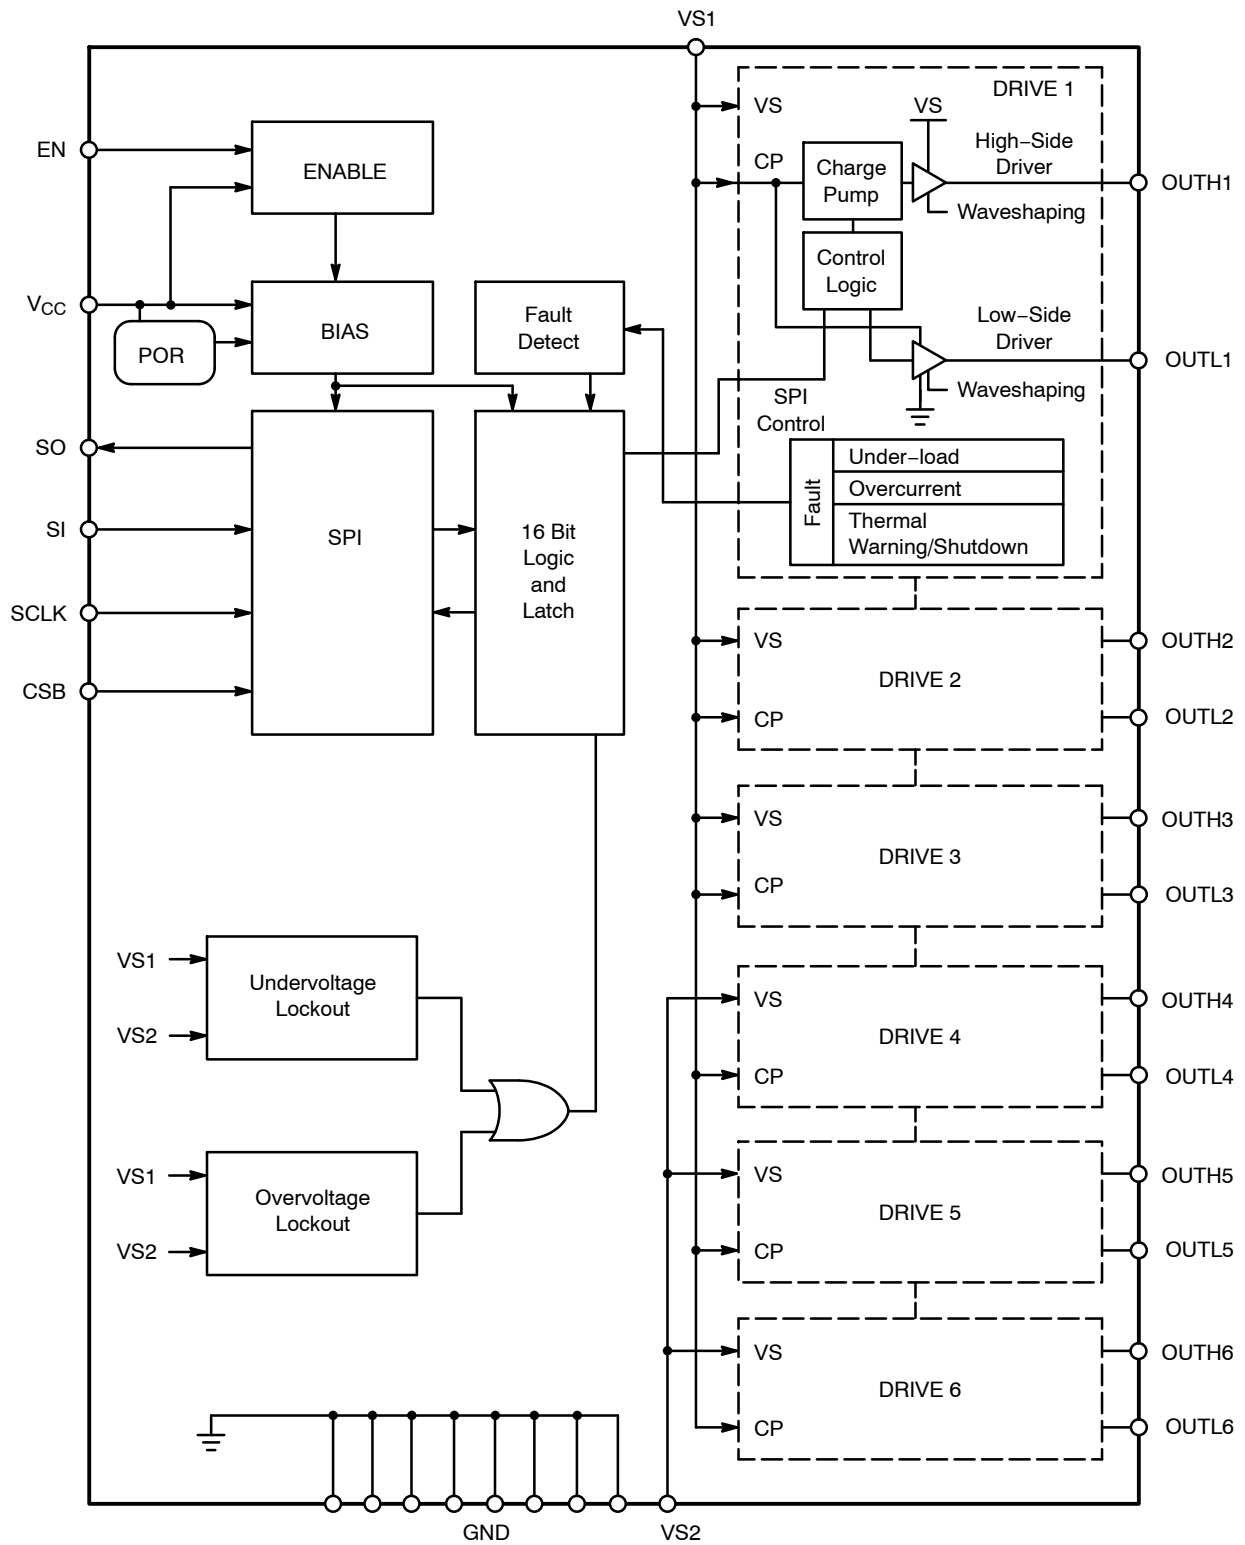 VS1
DRIVE 1
VS
VS
EN
ENABLE
High–Side
Driver
CP
Charge
Pump
OUTH1
Waveshaping
Control
Logic
VCC
BIAS
POR
Fault
Detect
Low–Side
Driver
OUTL1
Waveshaping
SPI
Control
SO
SI
SCLK
CSB
SPI
16 Bit
Logic
and
Latch
Fault
Under–load
Overcurrent
Thermal
Warning/Shutdown
VS
DRIVE 2
CP
OUTH2
OUTL2
VS
DRIVE 3
CP
OUTH3
OUTL3
VS1
VS2
Undervoltage
Lockout
VS
DRIVE 4
CP
OUTH4
OUTL4
VS1
VS2
Overvoltage
Lockout
VS
DRIVE 5
CP
OUTH5
OUTL5
VS
DRIVE 6
CP
OUTH6
OUTL6
GND
VS2